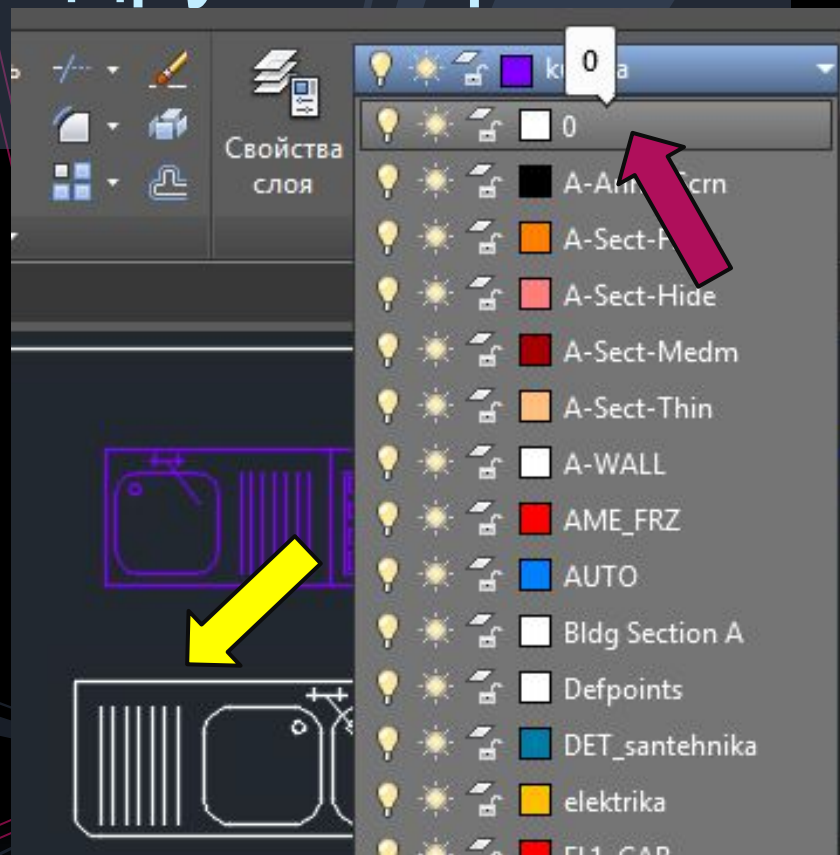 Свойства
слоя
0
0
A-Sect-Hide
A-Sect-Medm
A-Sect-Thin
A-WALL
AME_FRZ
AUTO
Bldg Section A
Defpoints
DET_santehnika
elektrika